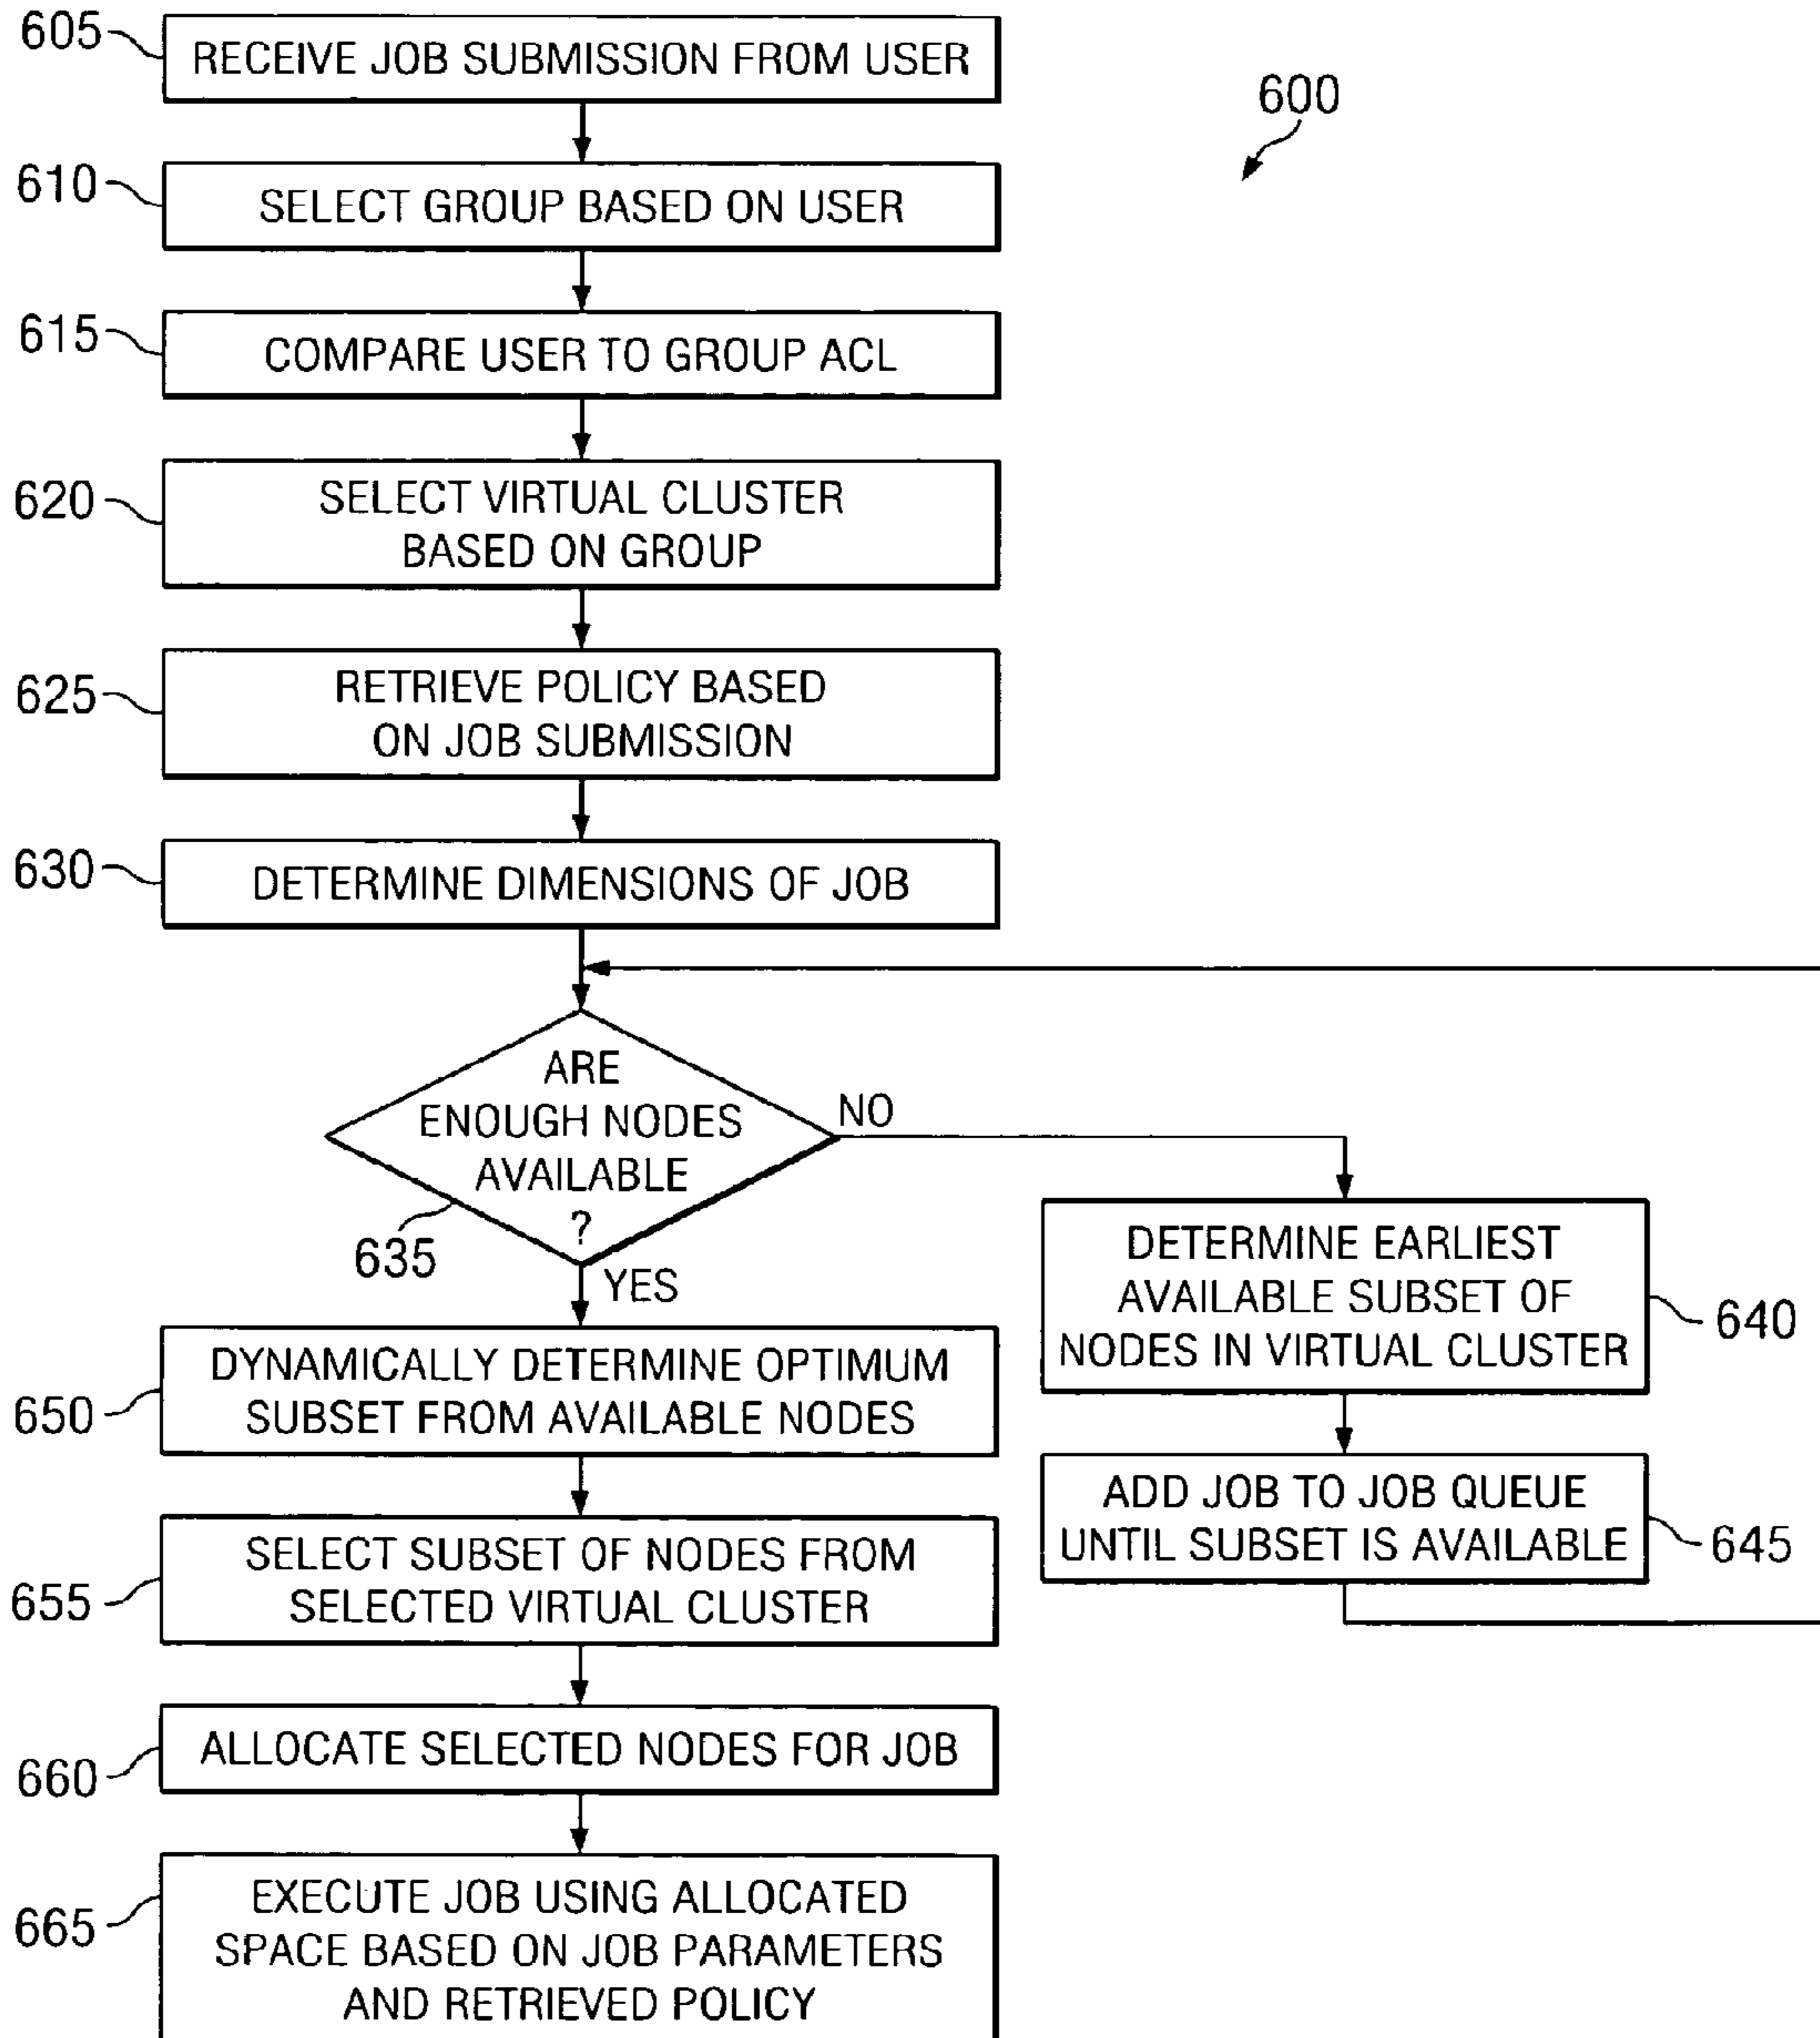 605
RECEIVE JOB SUBMISSION FROM USER
600
610
SELECT GROUP BASED ON USER
615
COMPARE USER TO GROUP ACL
620
SELECT VIRTUAL CLUSTER
BASED ON GROUP
625
RETRIEVE POLICY BASED
ON JOB SUBMISSION
630
DETERMINE DIMENSIONS OF JOB
ARE
ENOUGH NODES
AVAILABLE
?
635
NO
YES
DETERMINE EARLIEST
AVAILABLE SUBSET OF
NODES IN VIRTUAL CLUSTER
640
ADD JOB TO JOB QUEUE
UNTIL SUBSET IS AVAILABLE
645
650
DYNAMICALLY DETERMINE OPTIMUM
SUBSET FROM AVAILABLE NODES
655
SELECT SUBSET OF NODES FROM
SELECTED VIRTUAL CLUSTER
660
ALLOCATE SELECTED NODES FOR JOB
665
EXECUTE JOB USING ALLOCATED
SPACE BASED ON JOB PARAMETERS
AND RETRIEVED POLICY